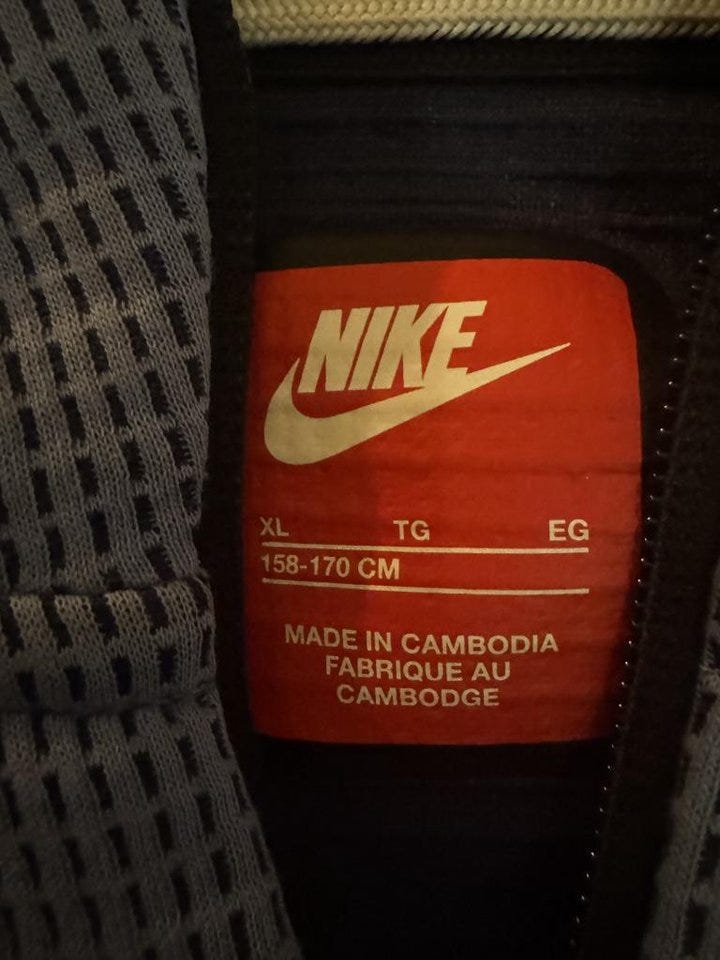 NIKE
XL TG EG
158-170 CM
MADE IN CAMBODIA
FABRIQUE AU
CAMBODGE